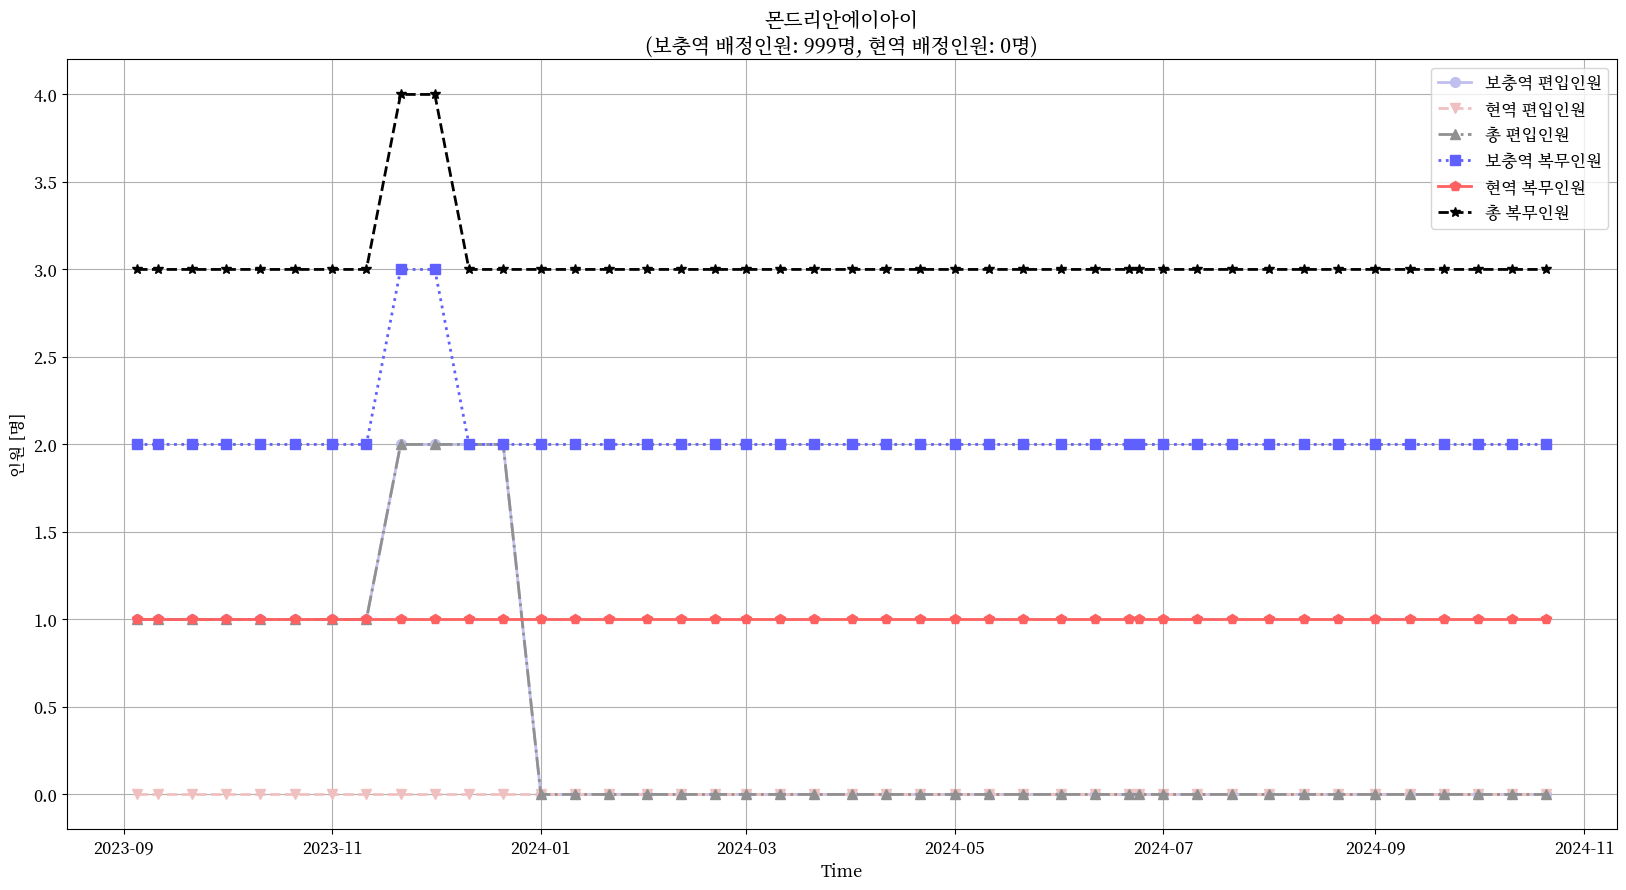 몬드리안에이아이
(보충역 배정인원: 999명, 현역 배정인원: 0명)
보충역 편입인원
현역 편입인원
총 편입인원
보충역 복무인원
현역 복무인원
총 복무인원
인원 [명]
4.0
3.5
3.0
2.5
2.0
1.5
1.0
0.5
0.0
2023-09 2023-11 2024-01 2024-03 2024-05 2024-07 2024-09 2024-11
Time